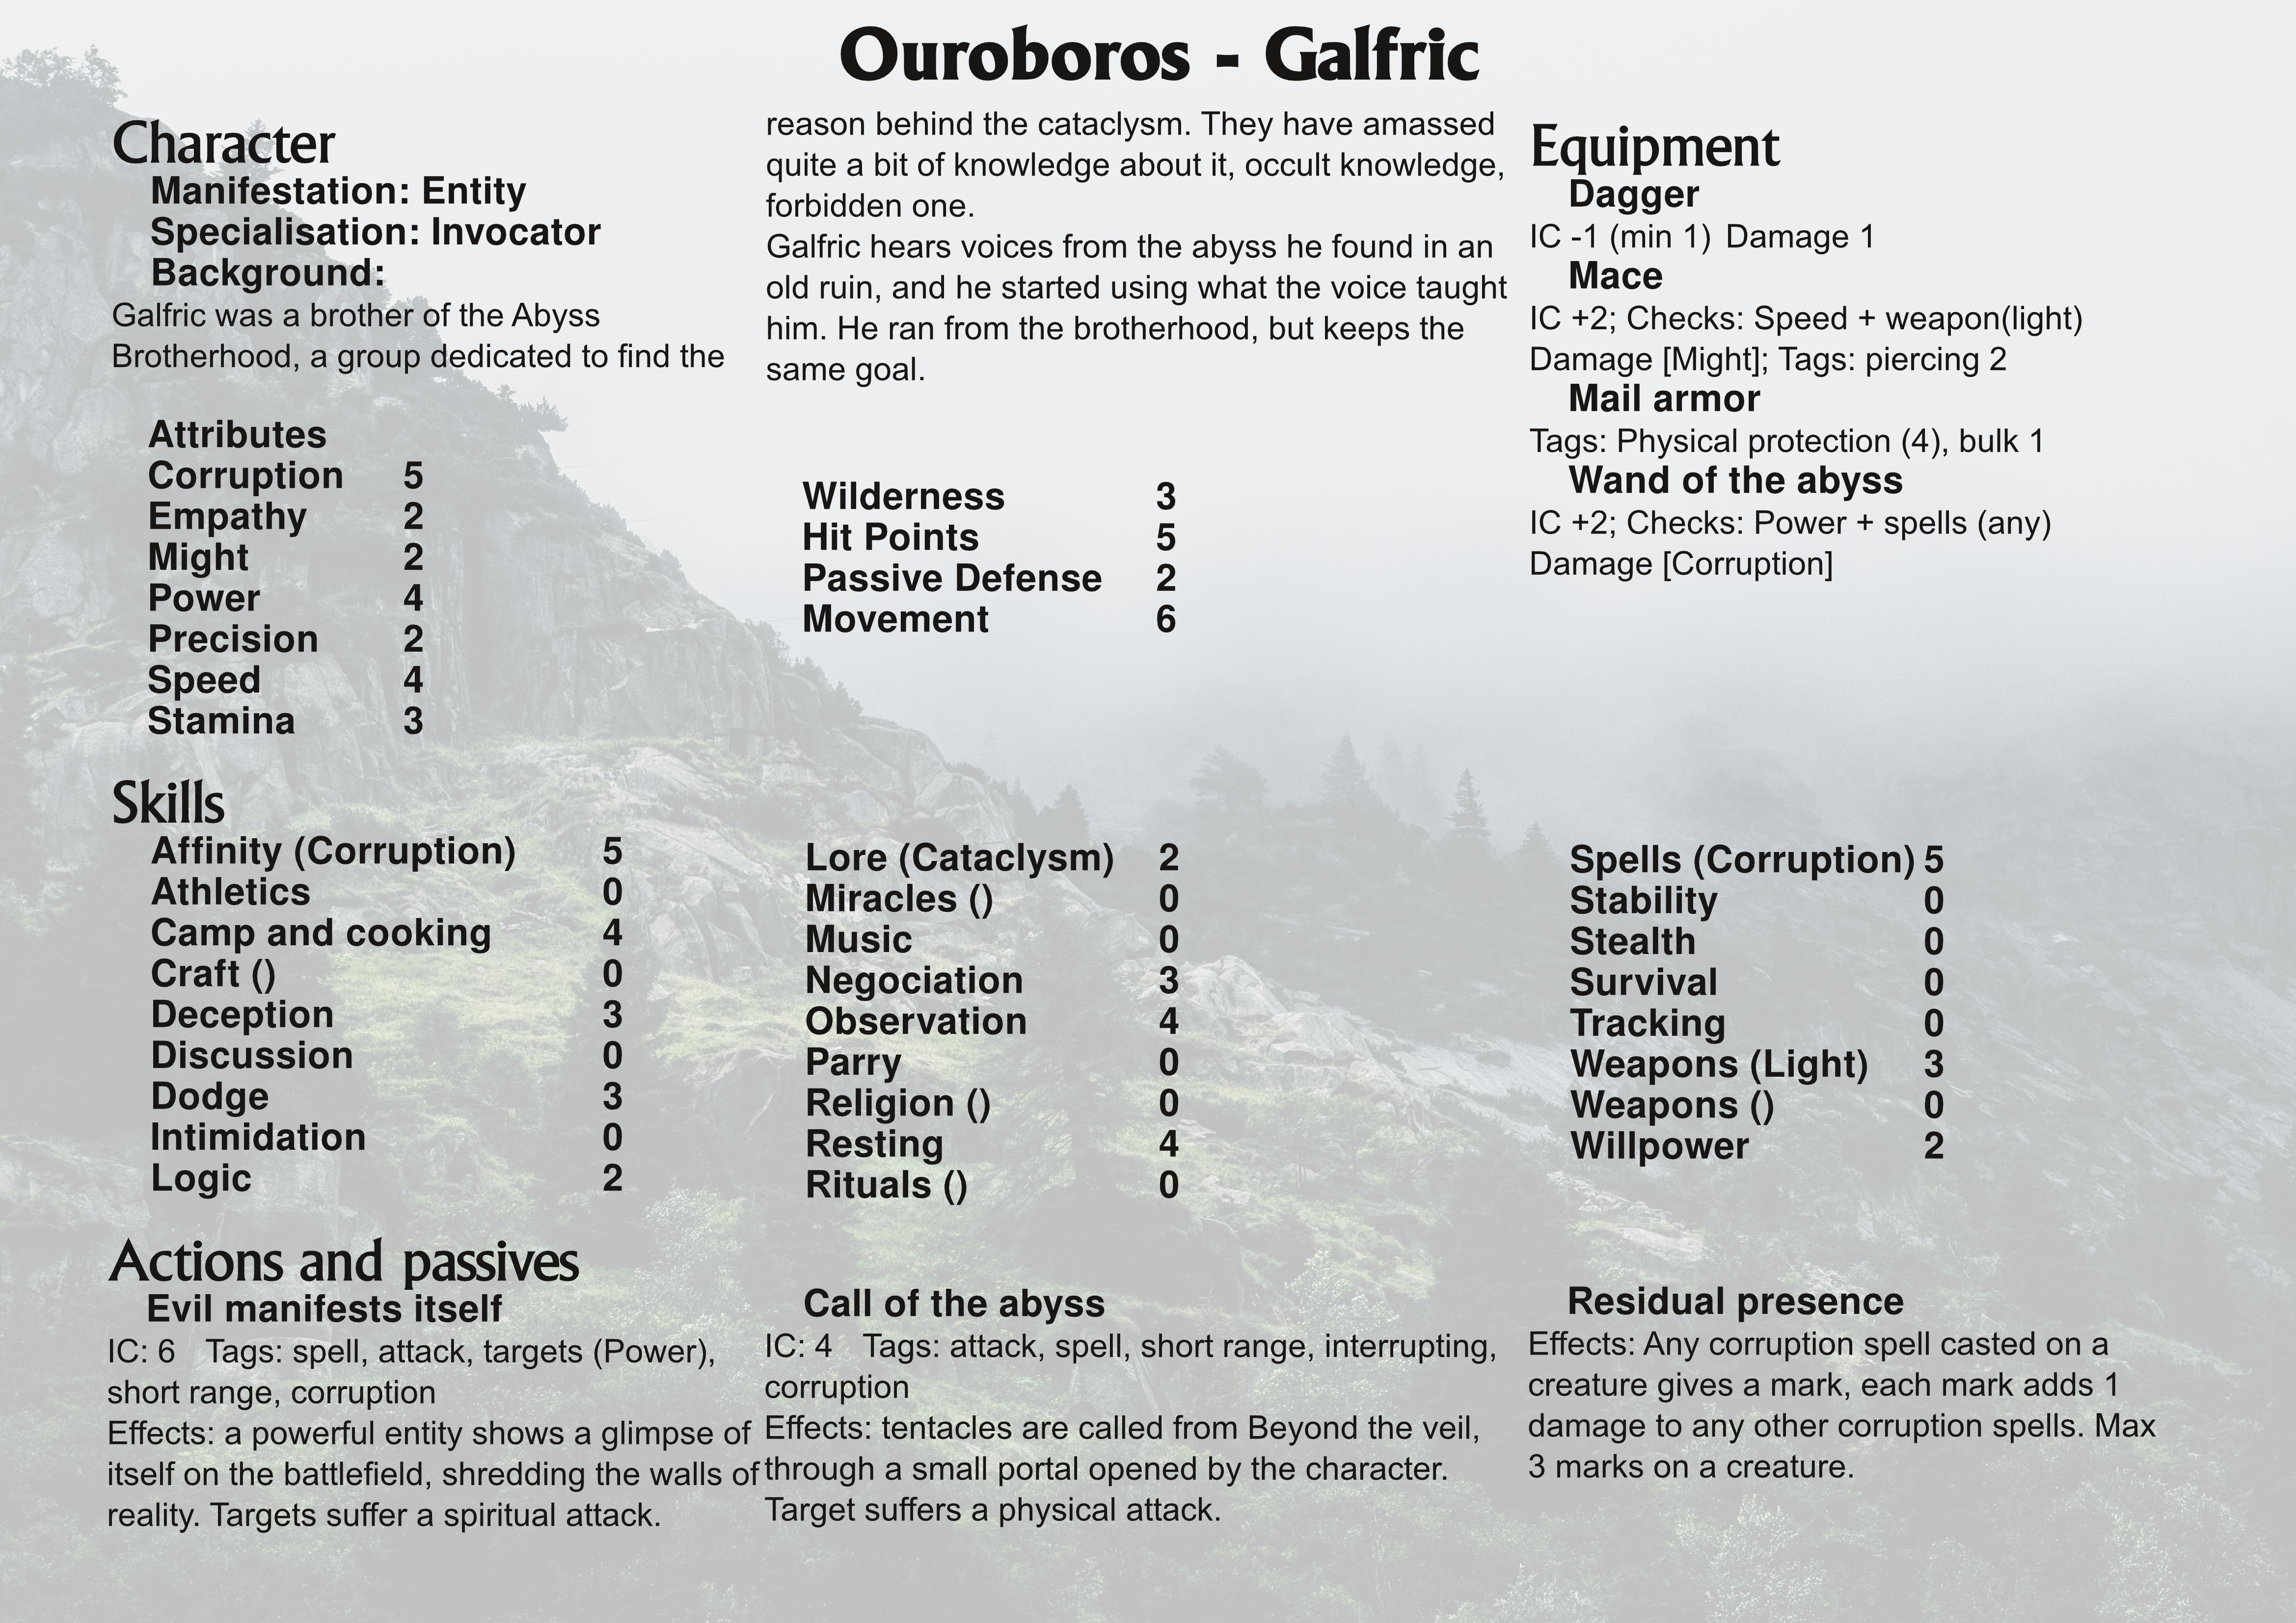 Ouroboros - Galfric
Character
Manifestation: Entity
Specialisation: Invocator
Background:
Galfric was a brother of the Abyss
Brotherhood, a group dedicated to find the
reason behind the cataclysm. They have amassed
quite a bit of knowledge about it, occult knowledge,
forbidden one.
Galfric hears voices from the abyss he found in an
old ruin, and he started using what the voice taught
him. He ran from the brotherhood, but keeps the
same goal.
Attributes
Corruption 5
Empathy 2
Might 2
Power 4
Precision 2
Speed 4
Stamina 3
Wilderness 3
Hit Points 5
Passive Defense 2
Movement 6
Equipment
Dagger
IC -1 (min 1) Damage 1
Mace
IC +2; Checks: Speed + weapon(light)
Damage [Might]; Tags: piercing 2
Mail armor
Tags: Physical protection (4), bulk 1
Wand of the abyss
IC +2; Checks: Power + spells (any)
Damage [Corruption]
Skills
Affinity (Corruption) 5
Athletics 0
Camp and cooking 4
Craft () 0
Deception 3
Discussion 0
Dodge 3
Intimidation 0
Logic 2
Lore (Cataclysm) 2
Miracles () 0
Music 0
Negociation 3
Observation 4
Parry 0
Religion () 0
Resting 4
Rituals () 0
Spells (Corruption) 5
Stability 0
Stealth 0
Survival 0
Tracking 0
Weapons (Light) 3
Weapons () 0
Willpower 2
Actions and passives
Evil manifests itself
IC: 6 Tags: spell, attack, targets (Power),
short range, corruption
Effects: a powerful entity shows a glimpse of
itself on the battlefield, shredding the walls of
reality. Targets suffer a spiritual attack.
Call of the abyss
IC: 4 Tags: attack, spell, short range, interrupting,
corruption
Effects: tentacles are called from Beyond the veil,
through a small portal opened by the character.
Target suffers a physical attack.
Residual presence
Effects: Any corruption spell casted on a
creature gives a mark, each mark adds 1
damage to any other corruption spells. Max
3 marks on a creature.